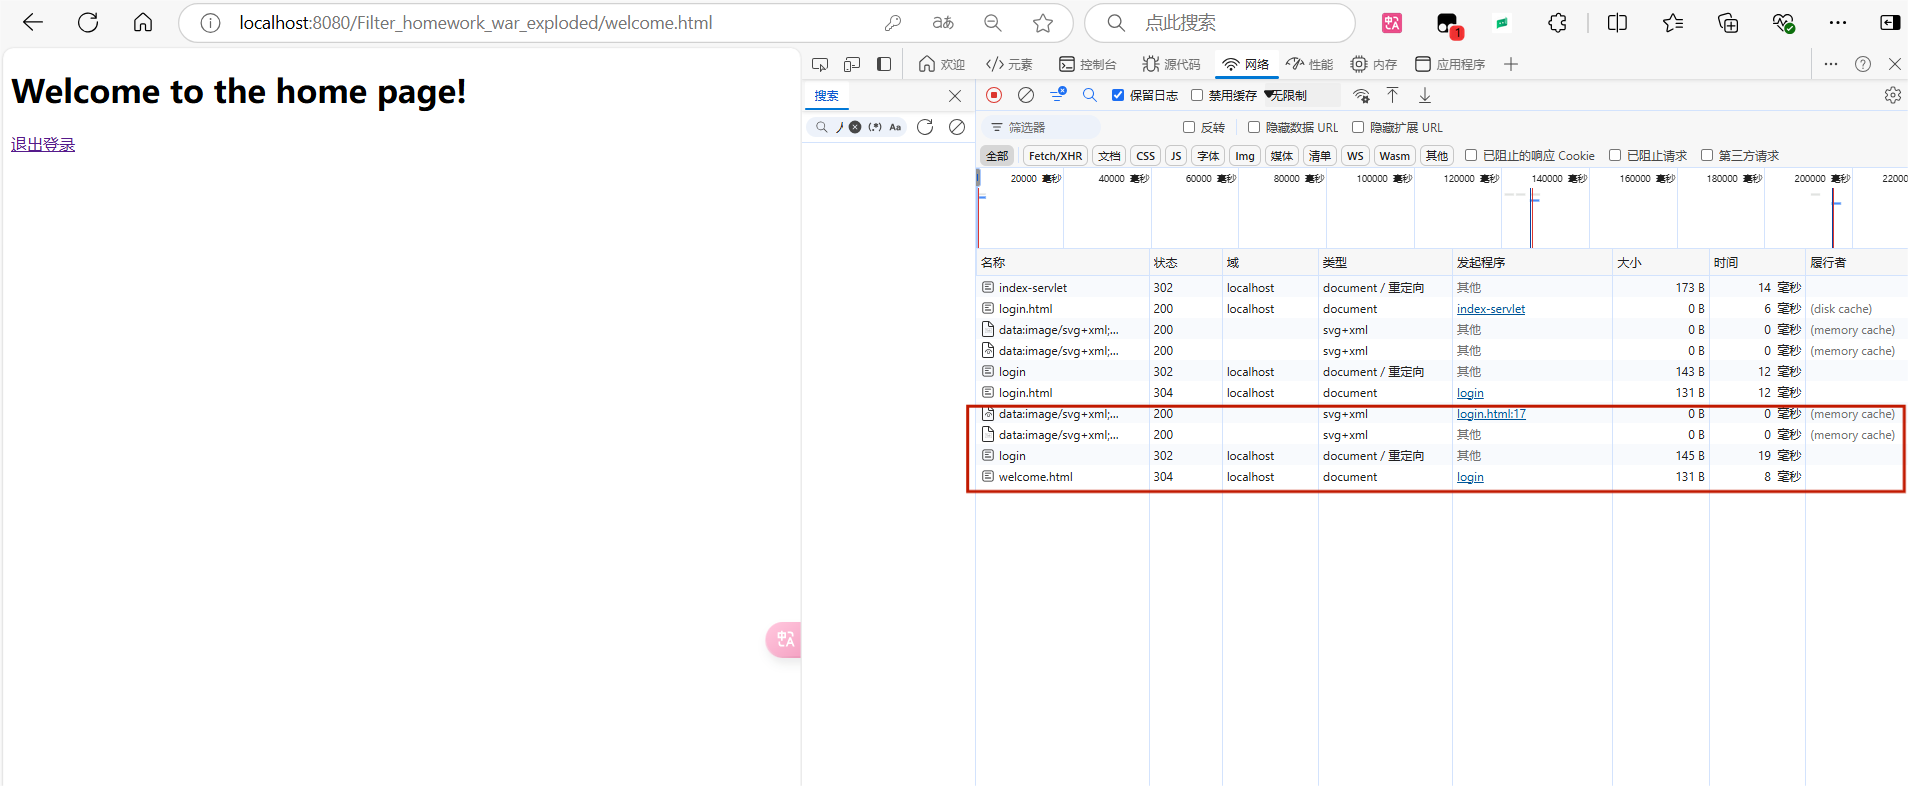 localhost:8080/Filter_homework_war_exploded/welcome.html
aあ
点此搜索
1
Welcome to the home page!
退出登录
欢迎
元素
控制台
源代码
网络
性能
内存
应用程序
搜索
保留日志
禁用缓存
无限制
(.*)
Aa
筛选器
反转
隐藏数据 URL
隐藏扩展 URL
全部
Fetch/XHR
文档
CSS
JS
字体
Img
媒体
清单
WS
Wasm
其他
已阻止的响应 Cookie
已阻止请求
第三方请求
20000 毫秒
40000 毫秒
60000 毫秒
80000 毫秒
100000 毫秒
120000 毫秒
140000 毫秒
160000 毫秒
180000 毫秒
200000 毫秒
22000
名称 状态 域 类型 发起程序 大小 时间 履行者
index-servlet 302 localhost document / 重定向 其他 173 B 14 毫秒
login.html 200 localhost document index-servlet 0 B 6 毫秒 (disk cache)
data:image/svg+xml;... 200 svg+xml 其他 0 B 0 毫秒 (memory cache)
data:image/svg+xml;... 200 svg+xml 其他 0 B 0 毫秒 (memory cache)
login 302 localhost document / 重定向 其他 143 B 12 毫秒
login.html 304 localhost document login 131 B 12 毫秒
data:image/svg+xml;... 200 svg+xml login.html:17 0 B 0 毫秒 (memory cache)
data:image/svg+xml;... 200 svg+xml 其他 0 B 0 毫秒 (memory cache)
login 302 localhost document / 重定向 其他 145 B 19 毫秒
welcome.html 304 localhost document login 131 B 8 毫秒
中
A